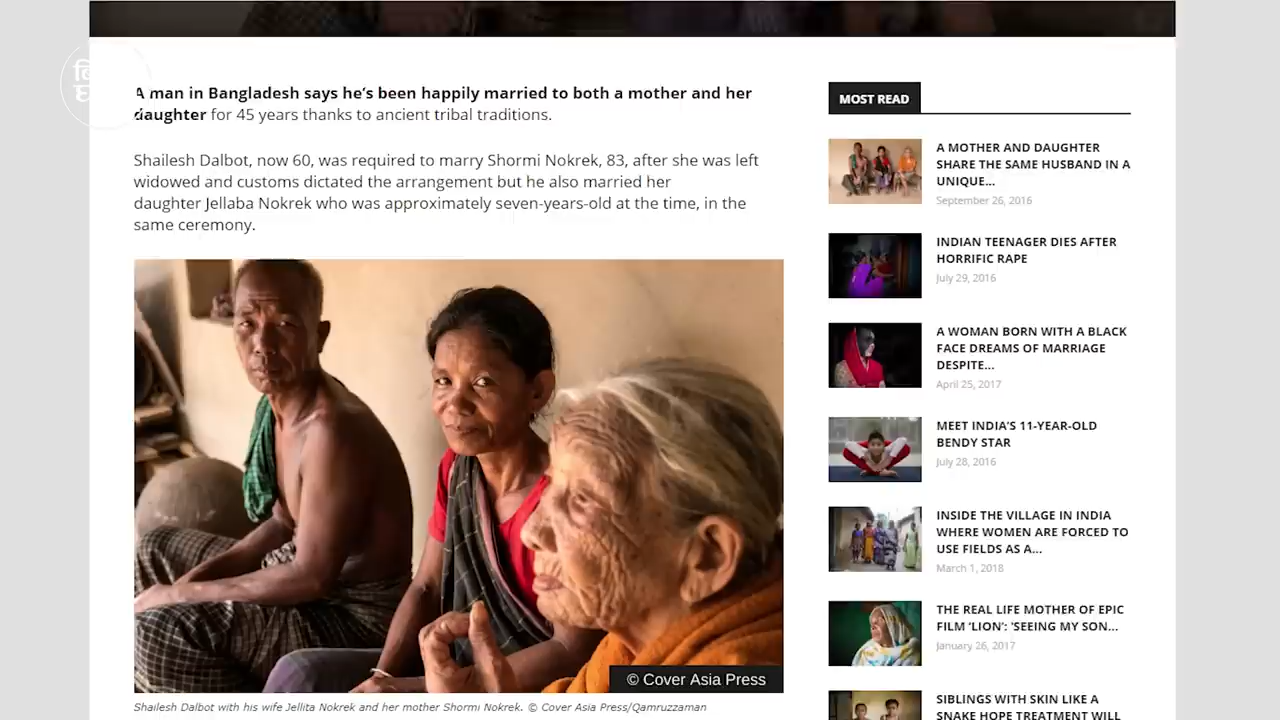 A man in Bangladesh says he's been happily married to both a mother and her
daughter for 45 years thanks to ancient tribal traditions.
Shailesh Dalbot, now 60, was required to marry Shormi Nokrek, 83, after she was left
widowed and customs dictated the arrangement but he also married her
daughter Jellaba Nokrek who was approximately seven-years-old at the time, in the
same ceremony.
© Cover Asia Press
Shailesh Dalbot with his wife Jellita Nokrek and her mother Shormi Nokrek. © Cover Asia Press/Qamruzzaman
MOST READ
A MOTHER AND DAUGHTER
SHARE THE SAME HUSBAND IN A
UNIQUE...
September 26, 2016
INDIAN TEENAGER DIES AFTER
HORRIFIC RAPE
July 29, 2016
A WOMAN BORN WITH A BLACK
FACE DREAMS OF MARRIAGE
DESPITE...
April 25, 2017
MEET INDIA'S 11-YEAR-OLD
BENDY STAR
July 28, 2016
INSIDE THE VILLAGE IN INDIA
WHERE WOMEN ARE FORCED TO
USE FIELDS AS A...
March 1, 2018
THE REAL LIFE MOTHER OF EPIC
FILM 'LION': 'SEEING MY SON...
January 26, 2017
SIBLINGS WITH SKIN LIKE A
SNAKE HOPE TREATMENT WILL